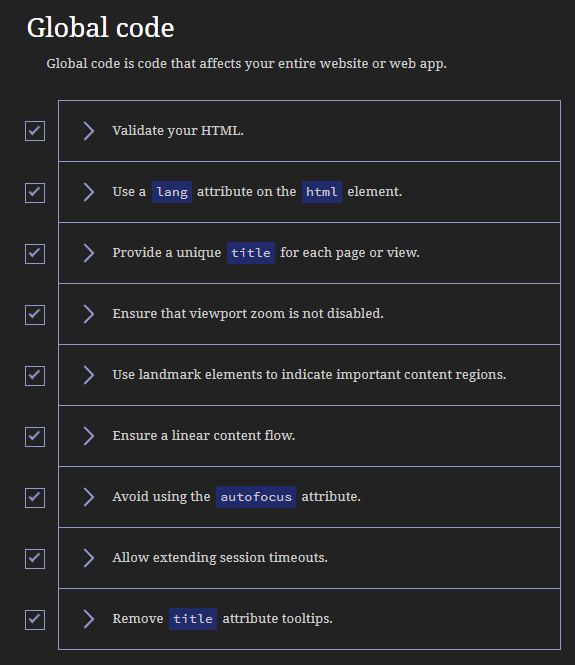 Global code
Global code is code that affects your entire website or web app.
Validate your HTML.
Use a lang attribute on the html element.
Provide a unique title for each page or view.
Ensure that viewport zoom is not disabled.
Use landmark elements to indicate important content regions.
Ensure a linear content flow.
Avoid using the autofocus attribute.
Allow extending session timeouts.
Remove title attribute tooltips.